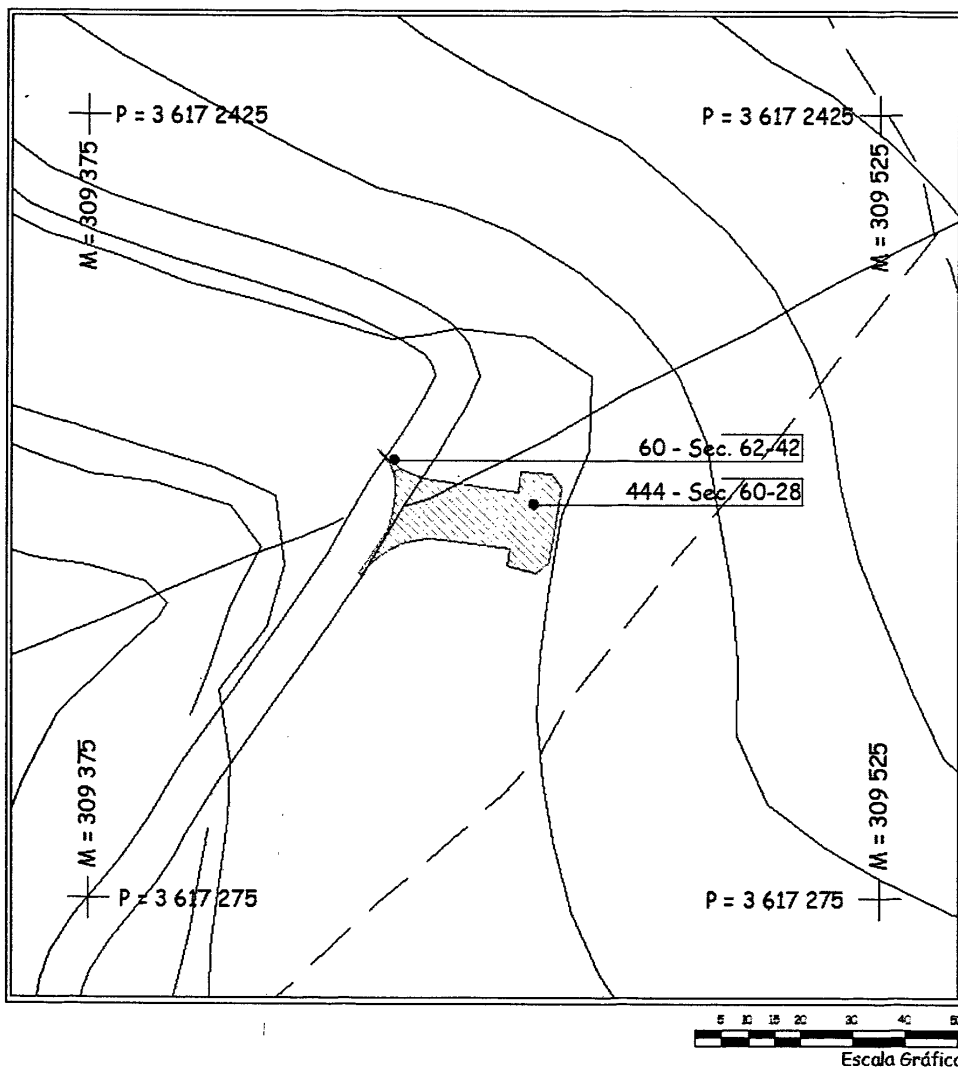 P = 3 617 2425
P = 3 617 2425
M = 309 375
M = 309 525
60 - Sec. 62-42
444 - Sec. 60-28
M = 309 375
M = 309 525
P = 3 617 275
P = 3 617 275
5 10 15 20 30 40
Escala Gráfica